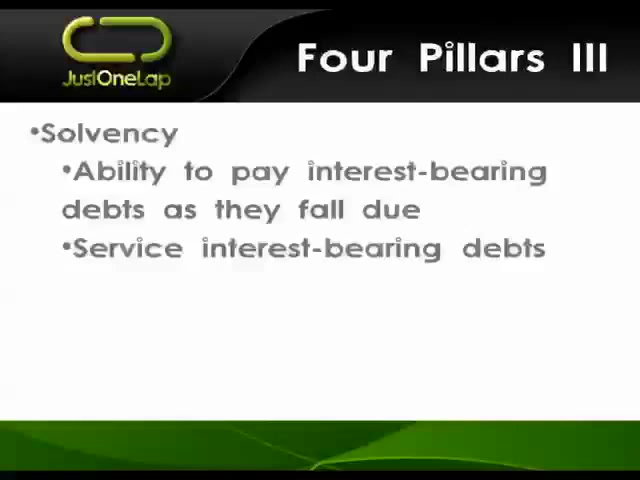 JustOneLap
Four Pillars III
•Solvency
•Ability to pay interest-bearing
debts as they fall due
•Service interest-bearing debts